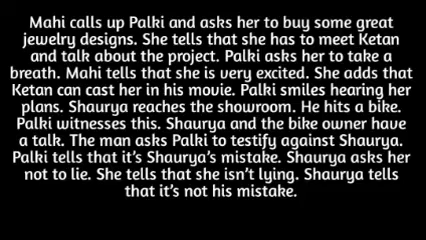 Mahi calls up Palki and asks her to buy some great
jewelry designs. She tells that she has to meet Ketan
and talk about the project. Palki asks her to take a
breath. Mahi tells that she is very excited. She adds that
Ketan can cast her in his movie. Palki smiles hearing her
plans. Shaurya reaches the showroom. He hits a bike.
Palki witnesses this. Shaurya and the bike owner have
a talk. The man asks Palki to testify against Shaurya.
Palki tells that it's Shaurya's mistake. Shaurya asks her
not to lie. She tells that she isn't lying. Shaurya tells
that it's not his mistake.